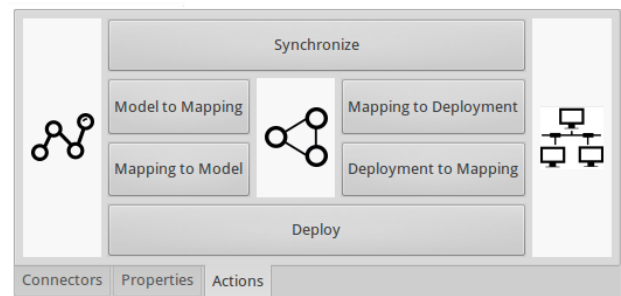 Synchronize
Model to Mapping
Mapping to Deployment
Mapping to Model
Deployment to Mapping
Deploy
Connectors Properties Actions